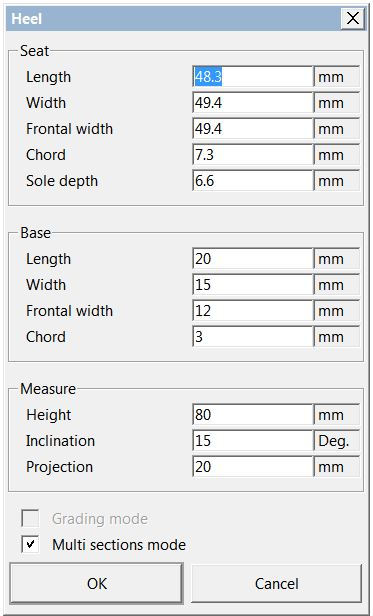 Heel
Seat
Length 48.3 mm
Width 49.4 mm
Frontal width 49.4 mm
Chord 7.3 mm
Sole depth 6.6 mm
Base
Length 20 mm
Width 15 mm
Frontal width 12 mm
Chord 3 mm
Measure
Height 80 mm
Inclination 15 Deg.
Projection 20 mm
Grading mode
Multi sections mode
OK Cancel